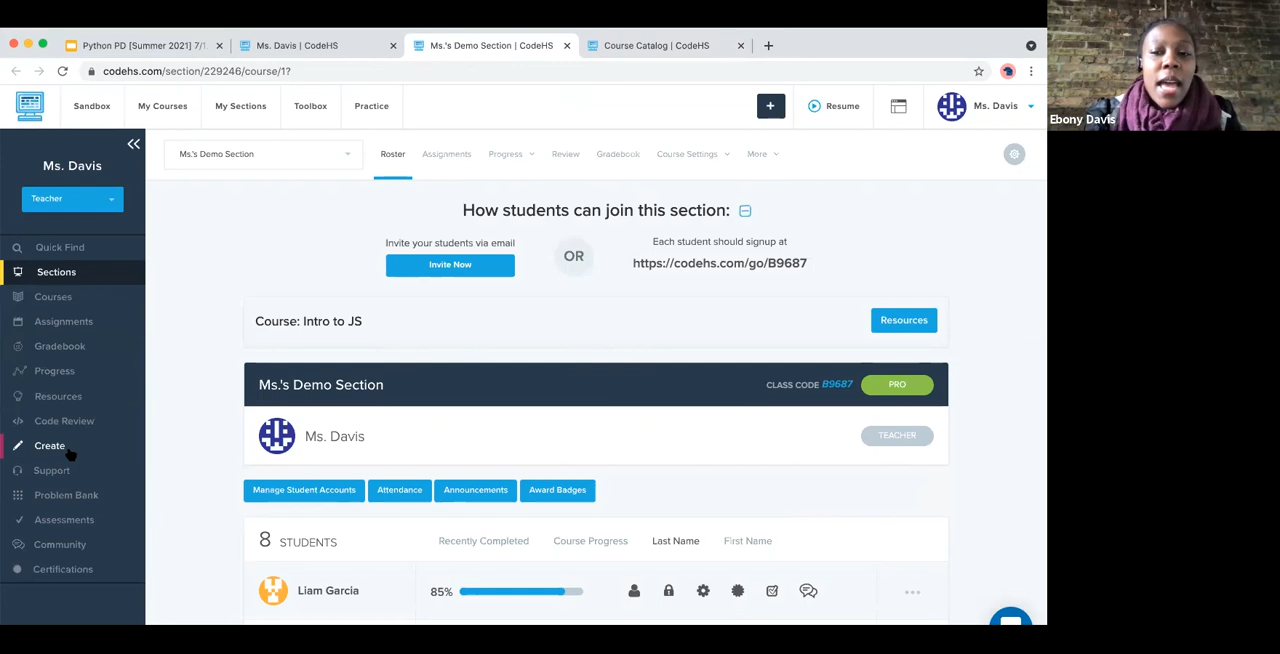 Python PD [Summer 2021] 7/1
Ms. Davis | CodeHS
Ms.'s Demo Section | CodeHS
Course Catalog | CodeHS
codehs.com/section/229246/course/1?
Sandbox
My Courses
My Sections
Toolbox
Practice
Resume
Ms. Davis
Ebony Davis
Ms. Davis
Teacher
Quick Find
Sections
Courses
Assignments
Gradebook
Progress
Resources
Code Review
Create
Support
Problem Bank
Assessments
Community
Certifications
Ms.'s Demo Section
Roster
Assignments
Progress
Review
Gradebook
Course Settings
More
How students can join this section:
Invite your students via email
Invite Now
OR
Each student should signup at
https://codehs.com/go/B9687
Course: Intro to JS
Resources
Ms.'s Demo Section
CLASS CODE B9687
PRO
Ms. Davis
TEACHER
Manage Student Accounts
Attendance
Announcements
Award Badges
8 STUDENTS
Recently Completed
Course Progress
Last Name
First Name
Liam Garcia
85%